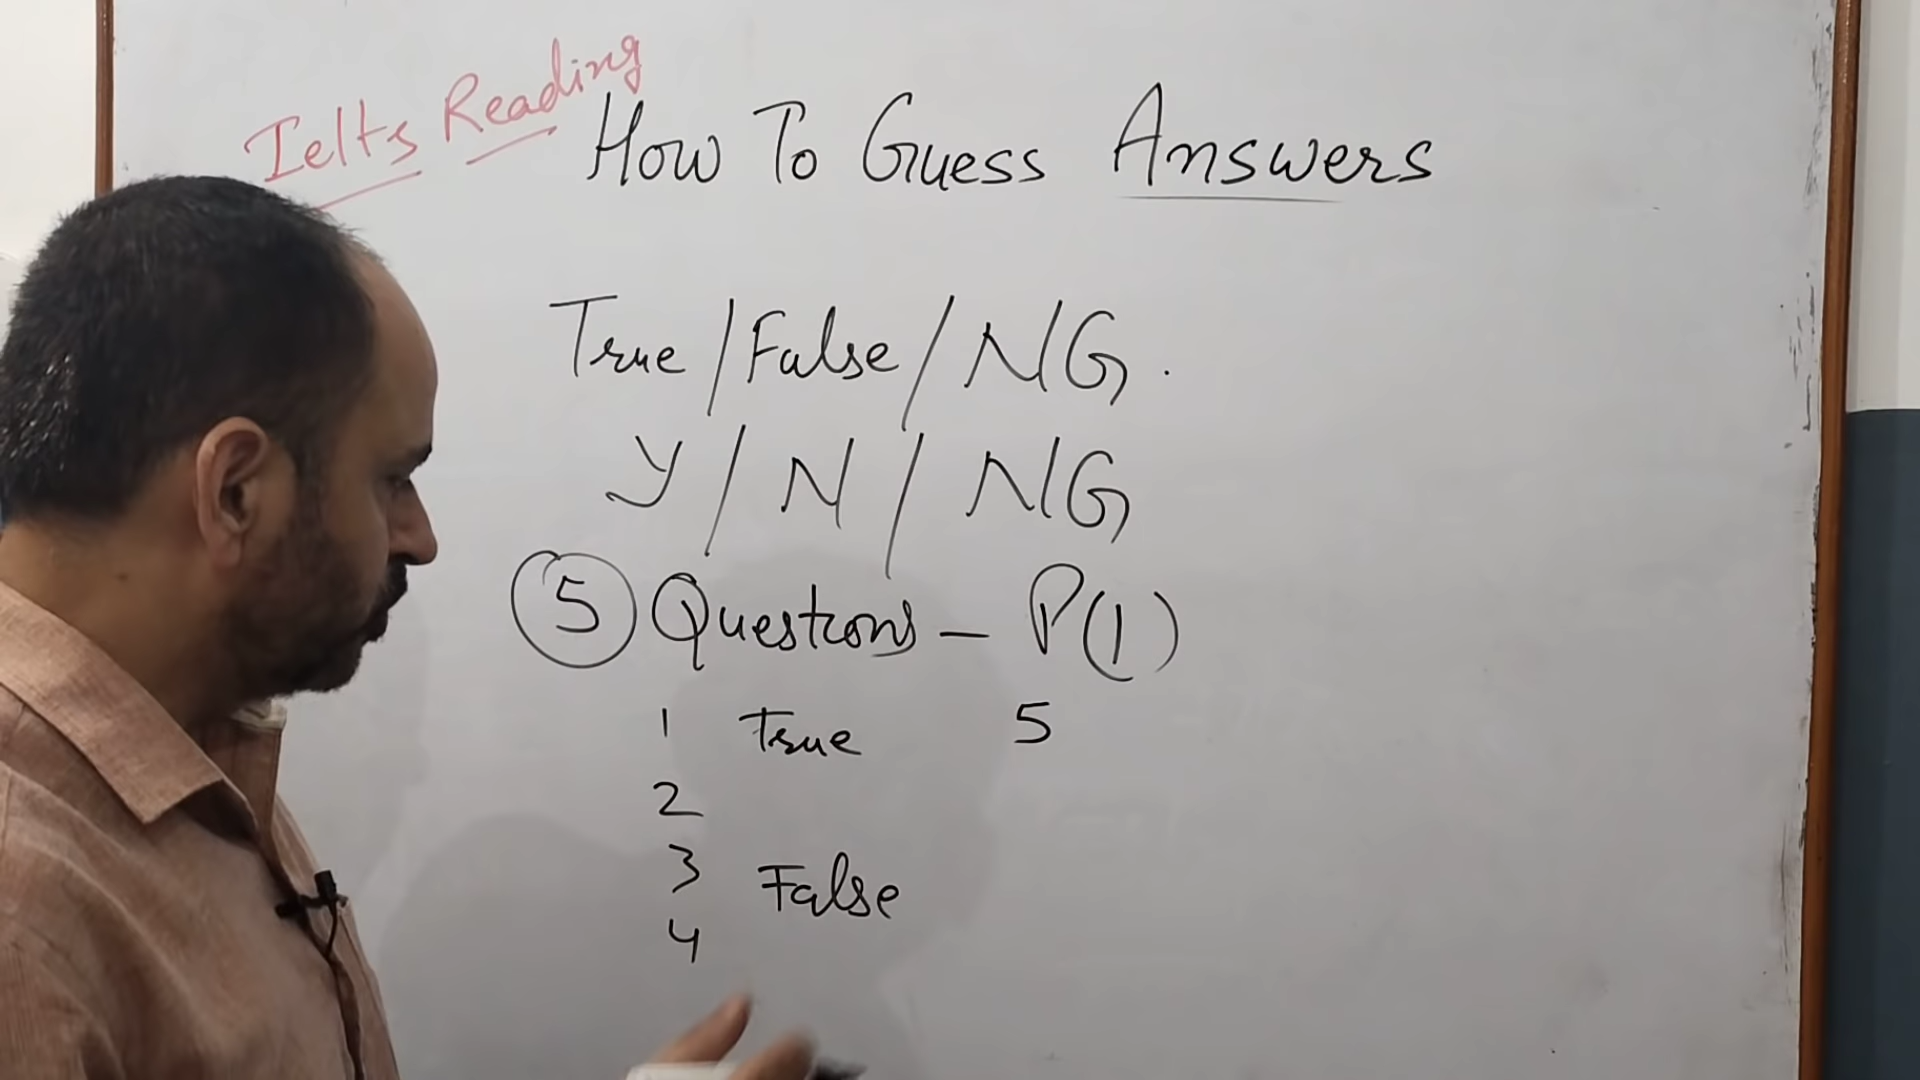 Ielts Reading
How To Guess Answers
True / False / NG.
Y / N / NG
5 Questions - P(1)
1 True 5
2
3 False
4